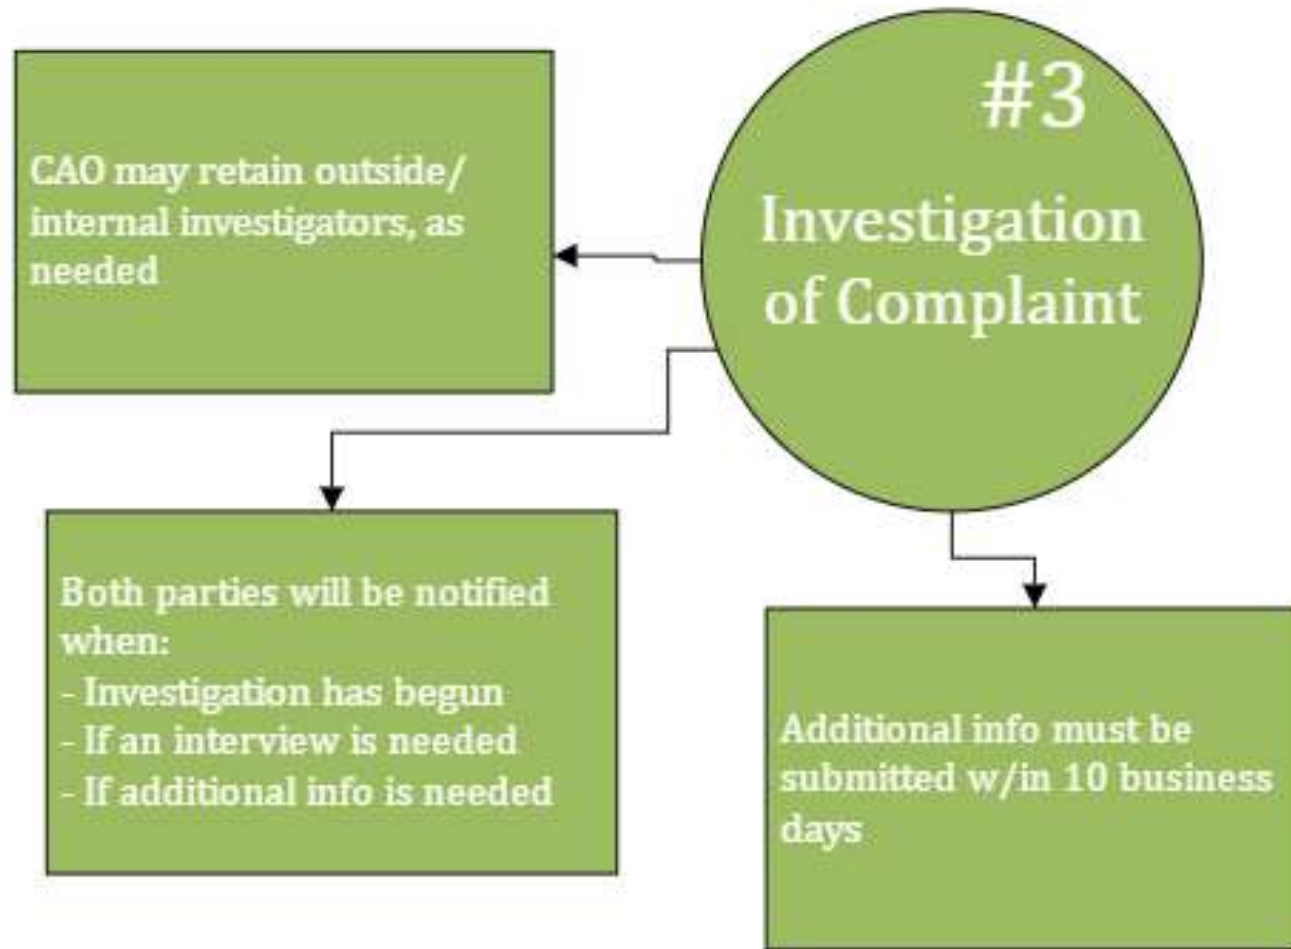 #3
Investigation
of Complaint
CAO may retain outside/
internal investigators, as
needed
Both parties will be notified
when:
- Investigation has begun
- If an interview is needed
- If additional info is needed
Additional info must be
submitted w/in 10 business
days